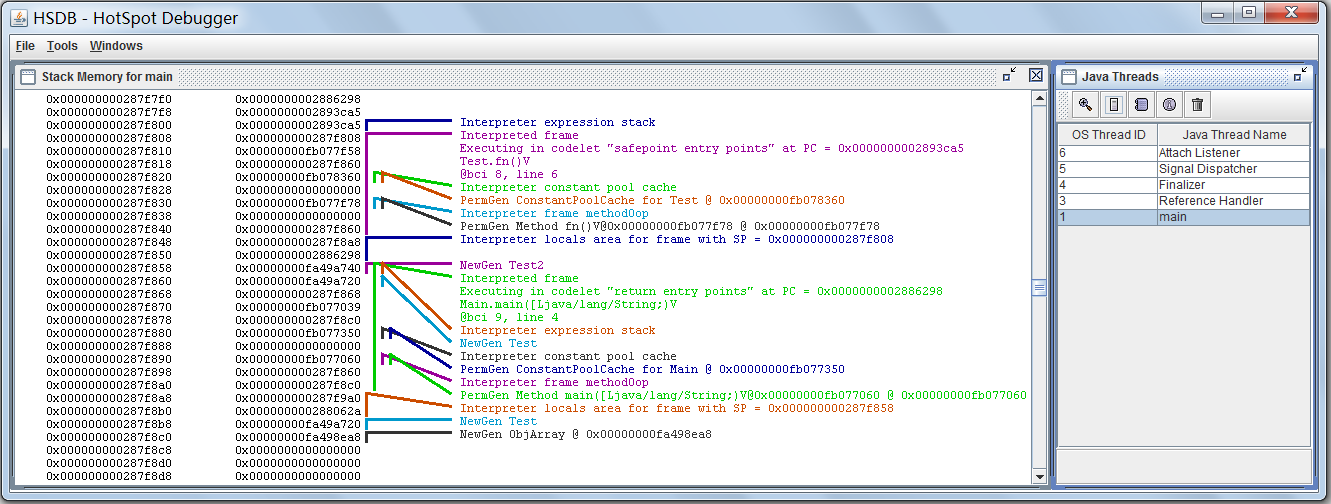 HSDB - HotSpot Debugger
File Tools Windows
Stack Memory for main
0x000000000287f7f0 0x0000000002886298
0x000000000287f7f8 0x0000000002893ca5
0x000000000287f800 0x0000000002893ca5
0x000000000287f808 0x000000000287f808
0x000000000287f810 0x00000000fb077f58
0x000000000287f818 0x000000000287f860
0x000000000287f820 0x00000000fb078360
0x000000000287f828 0x0000000000000000
0x000000000287f830 0x00000000fb077f78
0x000000000287f838 0x0000000000000000
0x000000000287f840 0x000000000287f860
0x000000000287f848 0x000000000287f8a8
0x000000000287f850 0x0000000002886298
0x000000000287f858 0x00000000fa49a740
0x000000000287f860 0x00000000fa49a720
0x000000000287f868 0x000000000287f868
0x000000000287f870 0x00000000fb077039
0x000000000287f878 0x000000000287f8c0
0x000000000287f880 0x00000000fb077350
0x000000000287f888 0x0000000000000000
0x000000000287f890 0x00000000fb077060
0x000000000287f898 0x000000000287f860
0x000000000287f8a0 0x000000000287f8c0
0x000000000287f8a8 0x000000000287f9a0
0x000000000287f8b0 0x000000000288062a
0x000000000287f8b8 0x00000000fa49a720
0x000000000287f8c0 0x00000000fa498ea8
0x000000000287f8c8 0x0000000000000000
0x000000000287f8d0 0x0000000000000000
0x000000000287f8d8 0x0000000000000000
Interpreter expression stack
Interpreted frame
Executing in codelet "safepoint entry points" at PC = 0x0000000002893ca5
Test.fn()V
@bci 8, line 6
Interpreter constant pool cache
PermGen ConstantPoolCache for Test @ 0x00000000fb078360
Interpreter frame methodOop
PermGen Method fn()V@0x00000000fb077f78 @ 0x00000000fb077f78
Interpreter locals area for frame with SP = 0x000000000287f808
NewGen Test2
Interpreted frame
Executing in codelet "return entry points" at PC = 0x0000000002886298
Main.main([Ljava/lang/String;)V
@bci 9, line 4
Interpreter expression stack
NewGen Test
Interpreter constant pool cache
PermGen ConstantPoolCache for Main @ 0x00000000fb077350
Interpreter frame methodOop
PermGen Method main([Ljava/lang/String;)V@0x00000000fb077060 @ 0x00000000fb077060
Interpreter locals area for frame with SP = 0x000000000287f858
NewGen Test
NewGen ObjArray @ 0x00000000fa498ea8
Java Threads
OS Thread ID Java Thread Name
6 Attach Listener
5 Signal Dispatcher
4 Finalizer
3 Reference Handler
1 main